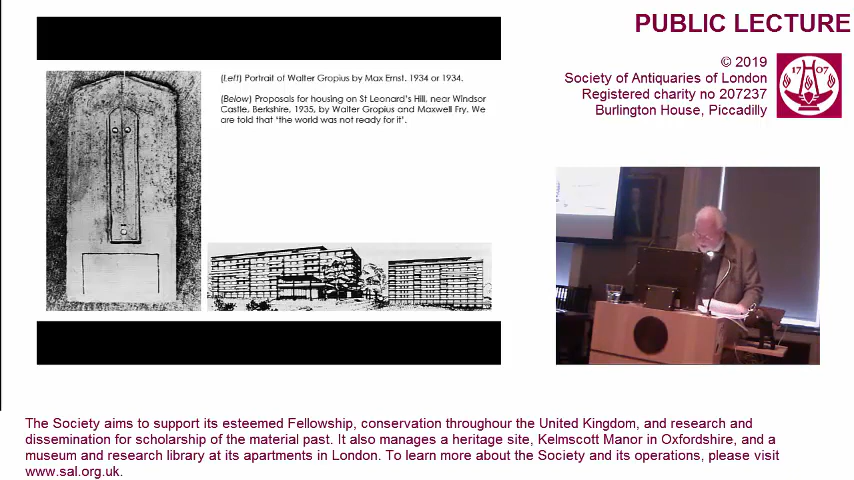 PUBLIC LECTURE
© 2019
Society of Antiquaries of London
Registered charity no 207237
Burlington House, Piccadilly
17 07
(Left) Portrait of Walter Gropius by Max Ernst. 1934 or 1934.
(Below) Proposals for housing on St Leonard's Hill, near Windsor
Castle, Berkshire, 1935, by Walter Gropius and Maxwell Fry. We
are told that 'the world was not ready for it'.
The Society aims to support its esteemed Fellowship, conservation throughour the United Kingdom, and research and
dissemination for scholarship of the material past. It also manages a heritage site, Kelmscott Manor in Oxfordshire, and a
museum and research library at its apartments in London. To learn more about the Society and its operations, please visit
www.sal.org.uk.